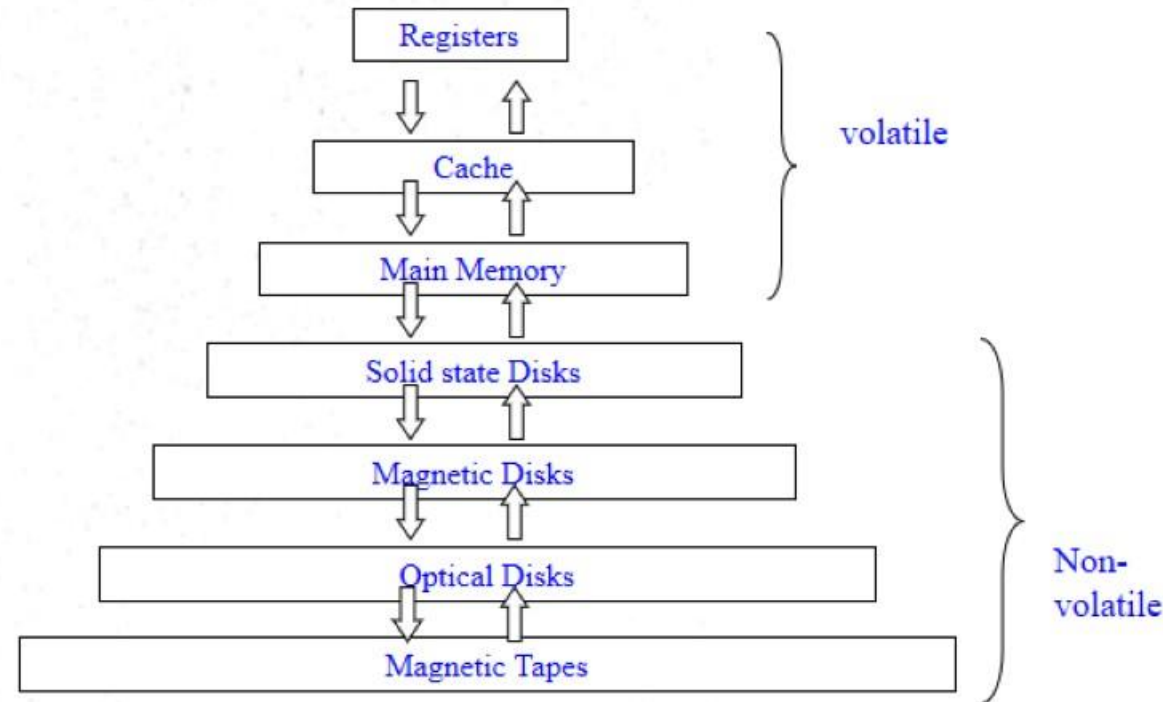 Registers
volatile
Cache
Main Memory
Solid state Disks
Magnetic Disks
Optical Disks
Non-
volatile
Magnetic Tapes